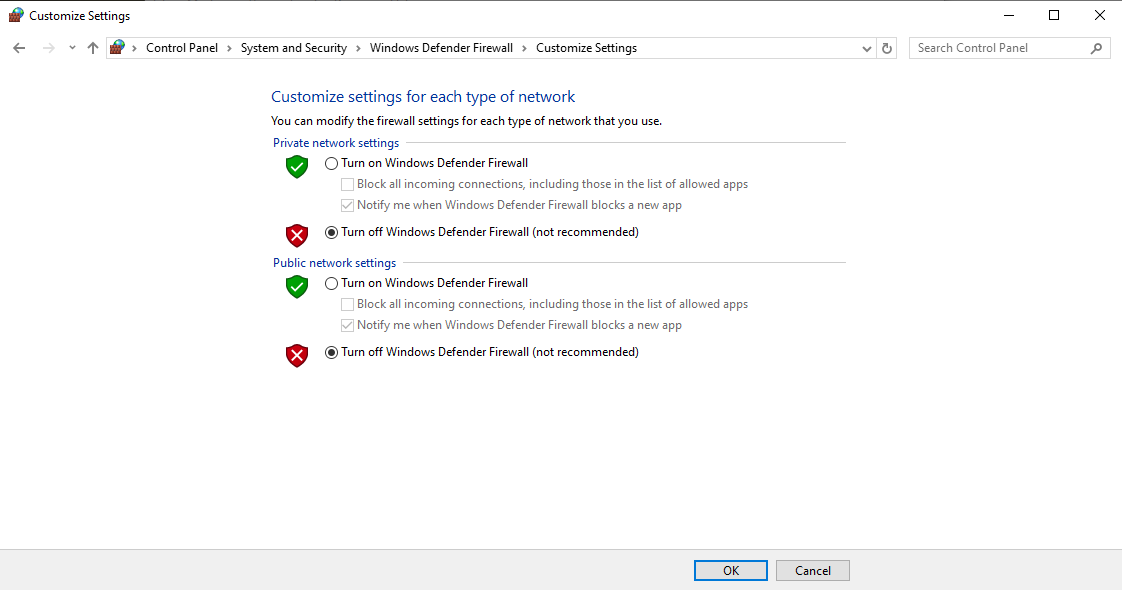 Customize Settings
Control Panel > System and Security > Windows Defender Firewall > Customize Settings
Search Control Panel
Customize settings for each type of network
You can modify the firewall settings for each type of network that you use.
Private network settings
Turn on Windows Defender Firewall
Block all incoming connections, including those in the list of allowed apps
Notify me when Windows Defender Firewall blocks a new app
Turn off Windows Defender Firewall (not recommended)
Public network settings
Turn on Windows Defender Firewall
Block all incoming connections, including those in the list of allowed apps
Notify me when Windows Defender Firewall blocks a new app
Turn off Windows Defender Firewall (not recommended)
OK
Cancel